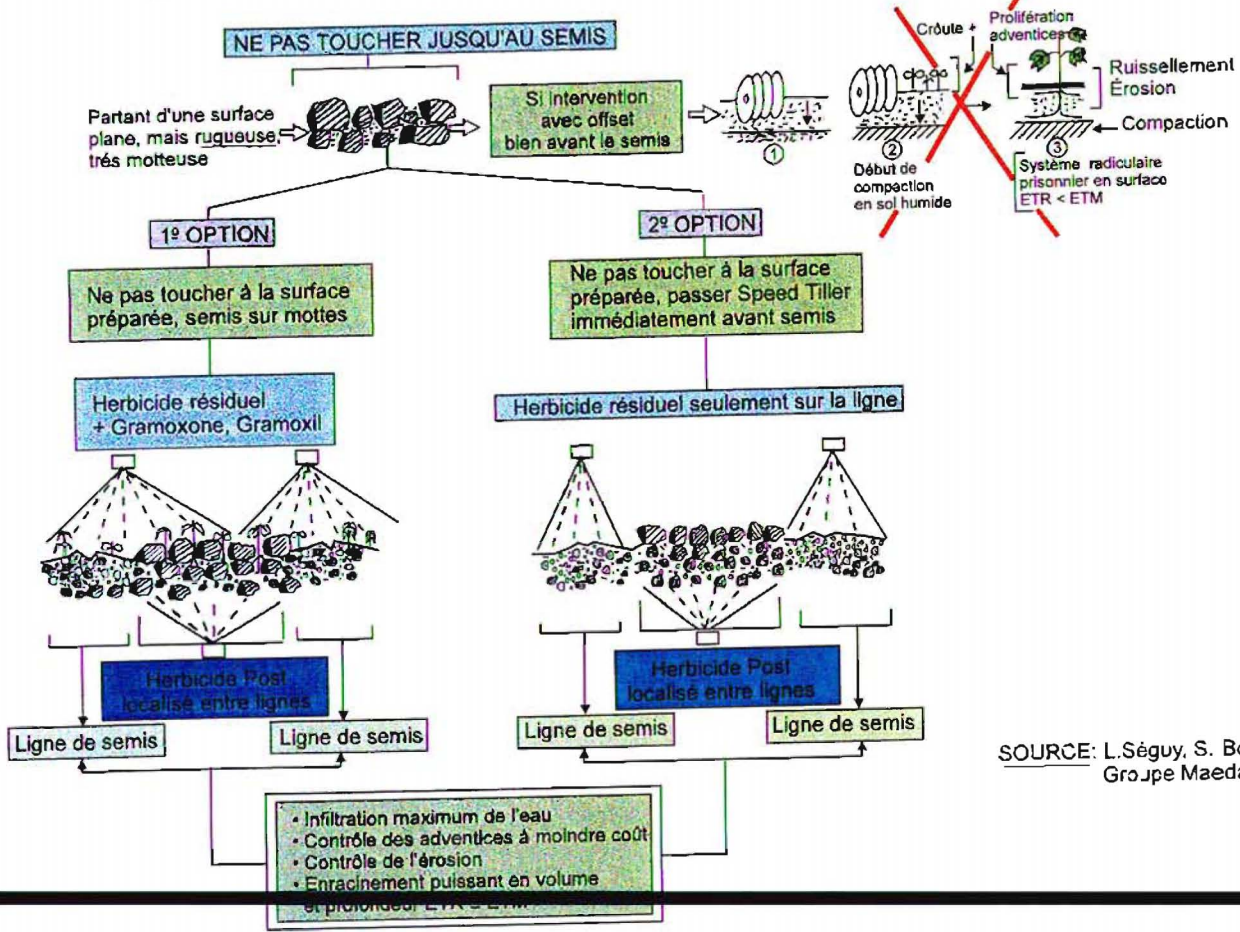 NE PAS TOUCHER JUSQU'AU SEMIS
Partant d'une surface
plane, mais rugueuse,
trés motteuse
Si intervention
avec offset
bien avant le semis
1
2
Début de
compaction
en sol humide
Croûte +
Prolifération
adventices
Ruissellement
Érosion
Compaction
3
Système radiculaire
prisonnier en surface
ETR < ETM
1º OPTION
Ne pas toucher à la surface
préparée, semis sur mottes
Herbicide résiduel
+ Gramoxone, Gramoxil
Herbicide Post
localisé entre lignes
Ligne de semis
Ligne de semis
2º OPTION
Ne pas toucher à la surface
préparée, passer Speed Tiller
immédiatement avant semis
Herbicide résiduel seulement sur la ligne
Herbicide Post
localisé entre lignes
Ligne de semis
Ligne de semis
• Infiltration maximum de l'eau
• Contrôle des adventices à moindre coût
• Contrôle de l'érosion
• Enracinement puissant en volume
et profondeur
SOURCE: L.Séguy, S. Bo
Groupe Maeda